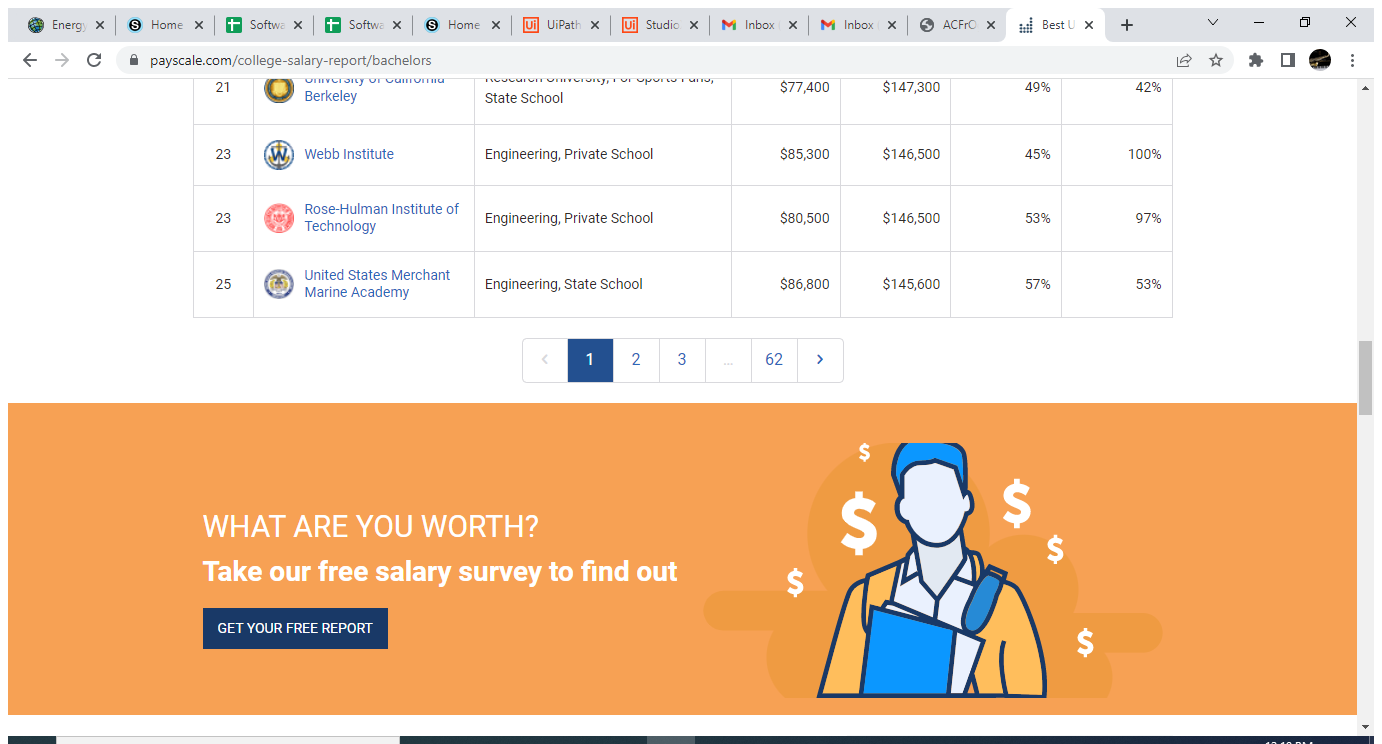 Energy
Home
Softwa
Softwa
Home
UiPath
Studio
Inbox
Inbox
ACFrO
Best U
payscale.com/college-salary-report/bachelors
21 University of California Research University, For Sports Fans, $77,400 $147,300 49% 42%
Berkeley State School
23 Webb Institute Engineering, Private School $85,300 $146,500 45% 100%
23 Rose-Hulman Institute of Technology Engineering, Private School $80,500 $146,500 53% 97%
25 United States Merchant Marine Academy Engineering, State School $86,800 $145,600 57% 53%
‹ 1 2 3 ... 62 ›
WHAT ARE YOU WORTH?
Take our free salary survey to find out
GET YOUR FREE REPORT
$
$
$
$
$
$